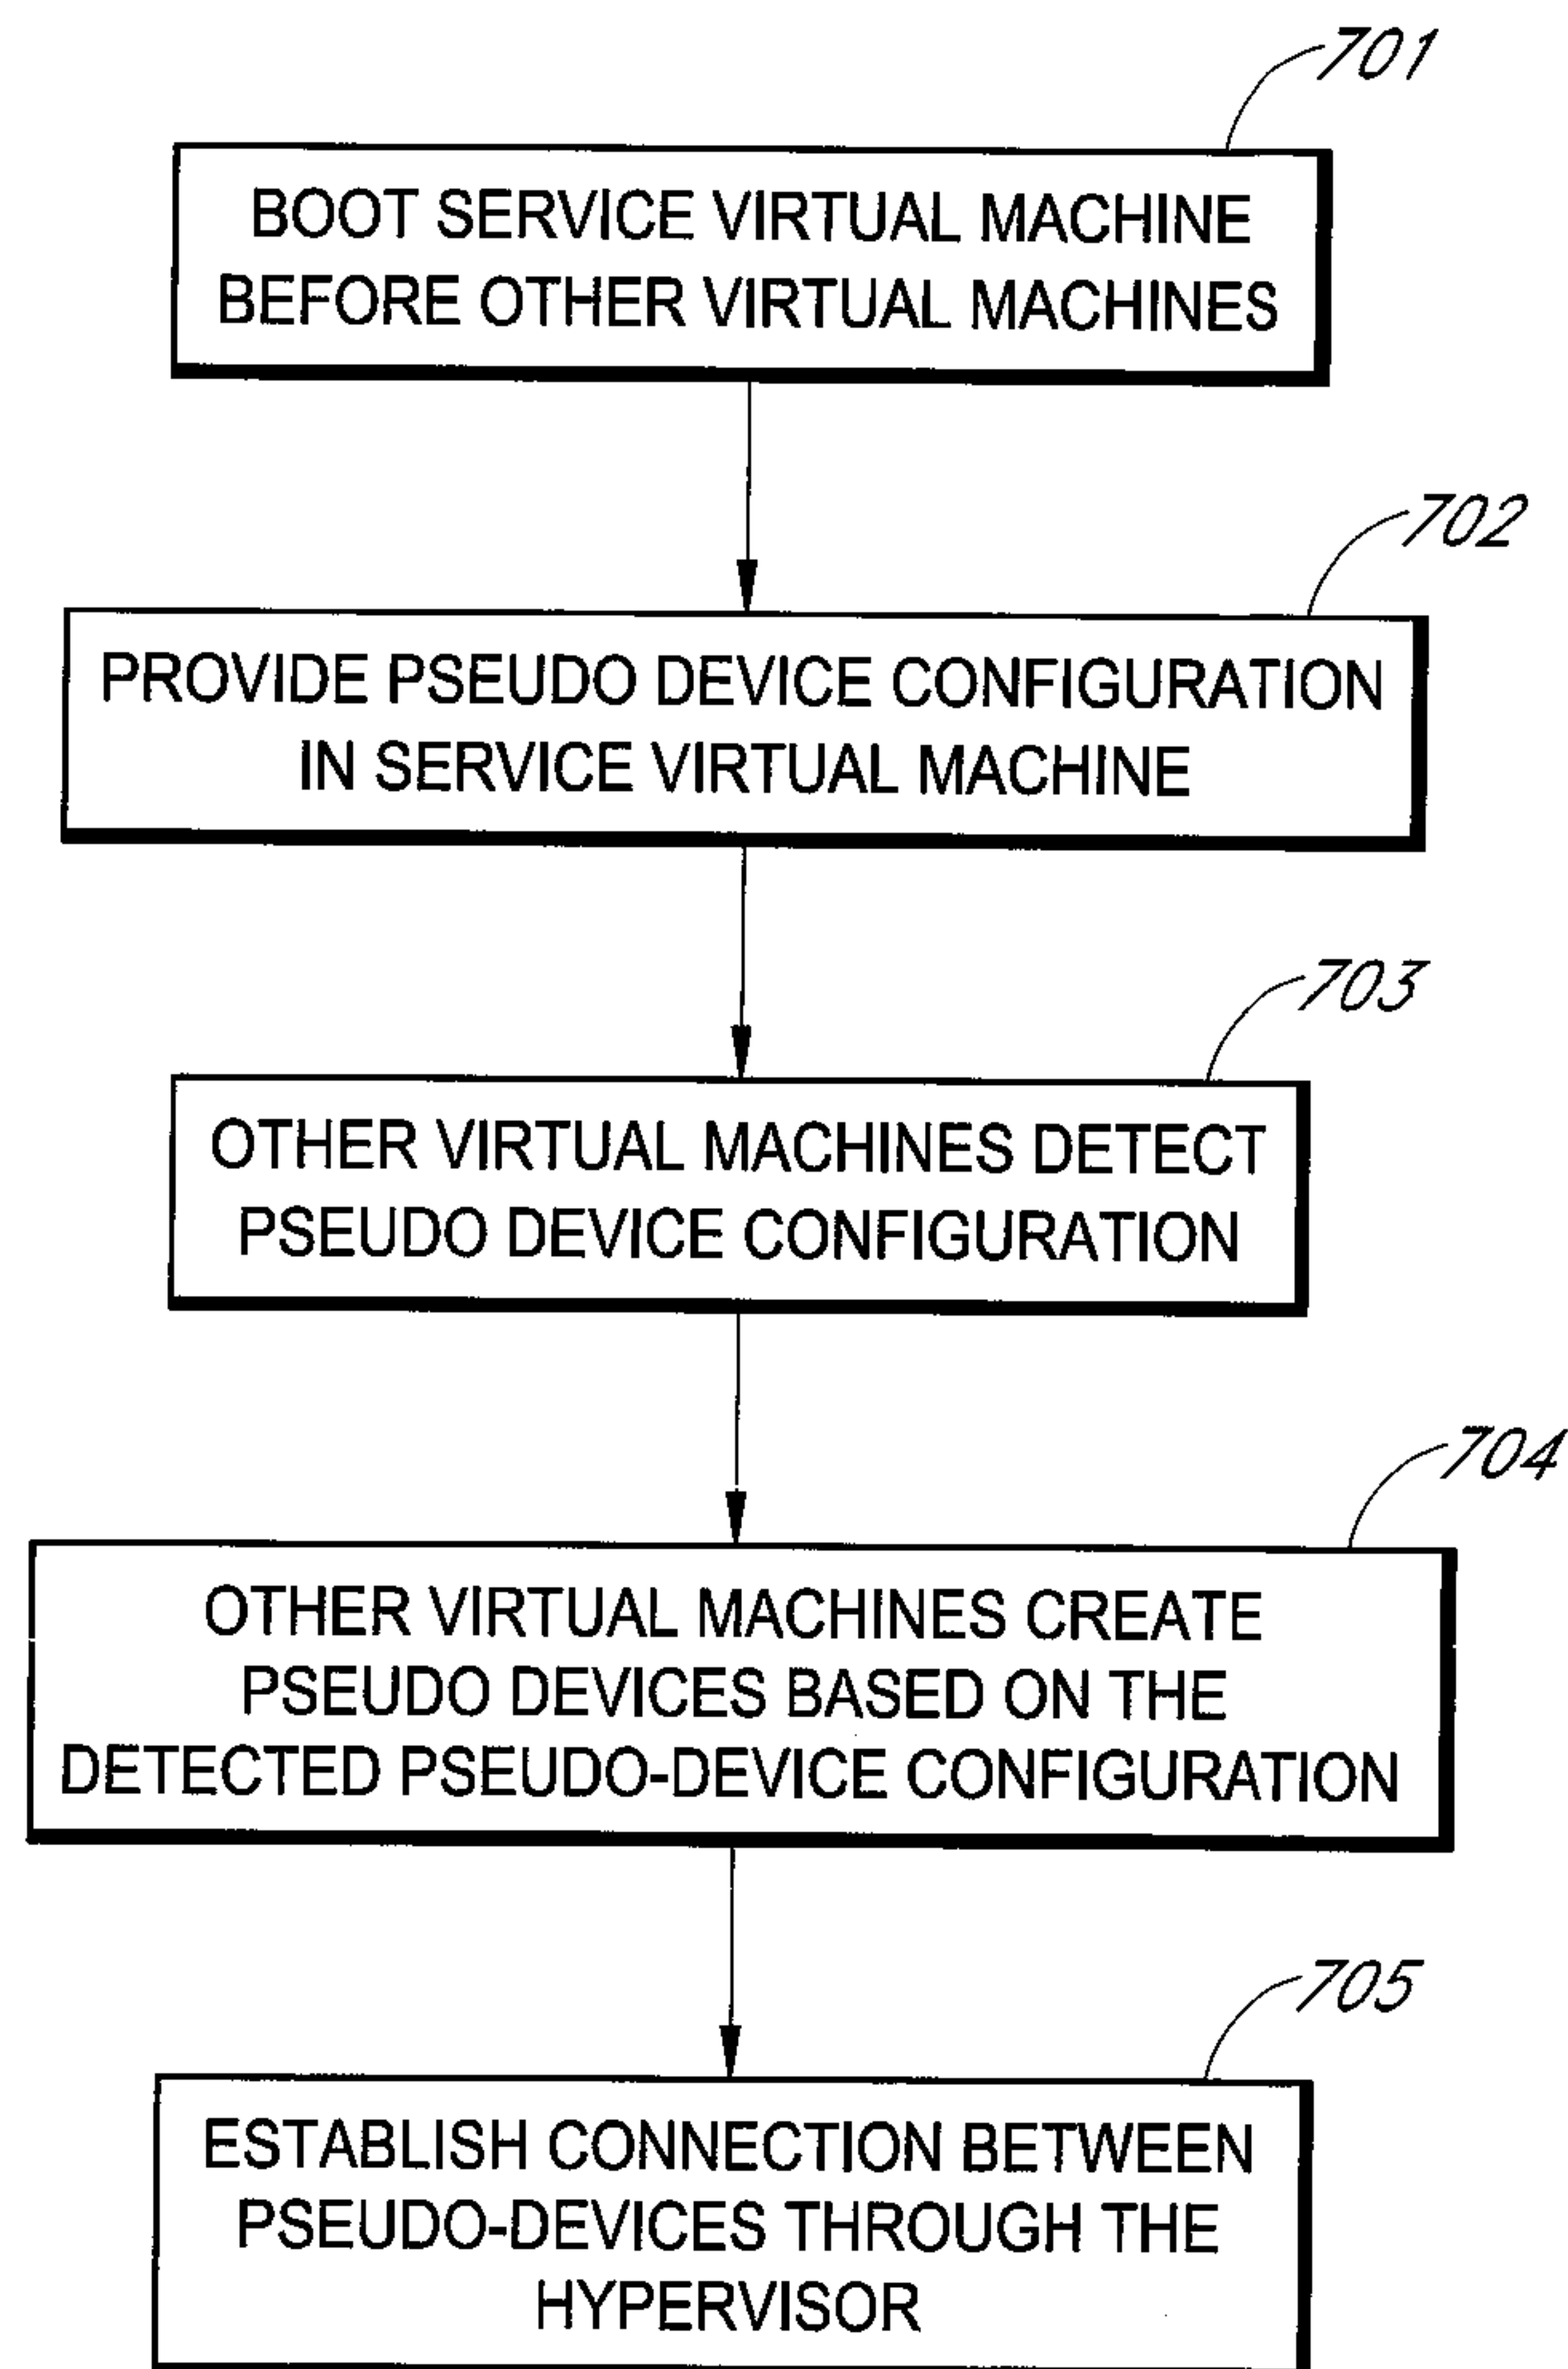 701
BOOT SERVICE VIRTUAL MACHINE
BEFORE OTHER VIRTUAL MACHINES
702
PROVIDE PSEUDO DEVICE CONFIGURATION
IN SERVICE VIRTUAL MACHINE
703
OTHER VIRTUAL MACHINES DETECT
PSEUDO DEVICE CONFIGURATION
704
OTHER VIRTUAL MACHINES CREATE
PSEUDO DEVICES BASED ON THE
DETECTED PSEUDO-DEVICE CONFIGURATION
705
ESTABLISH CONNECTION BETWEEN
PSEUDO-DEVICES THROUGH THE
HYPERVISOR